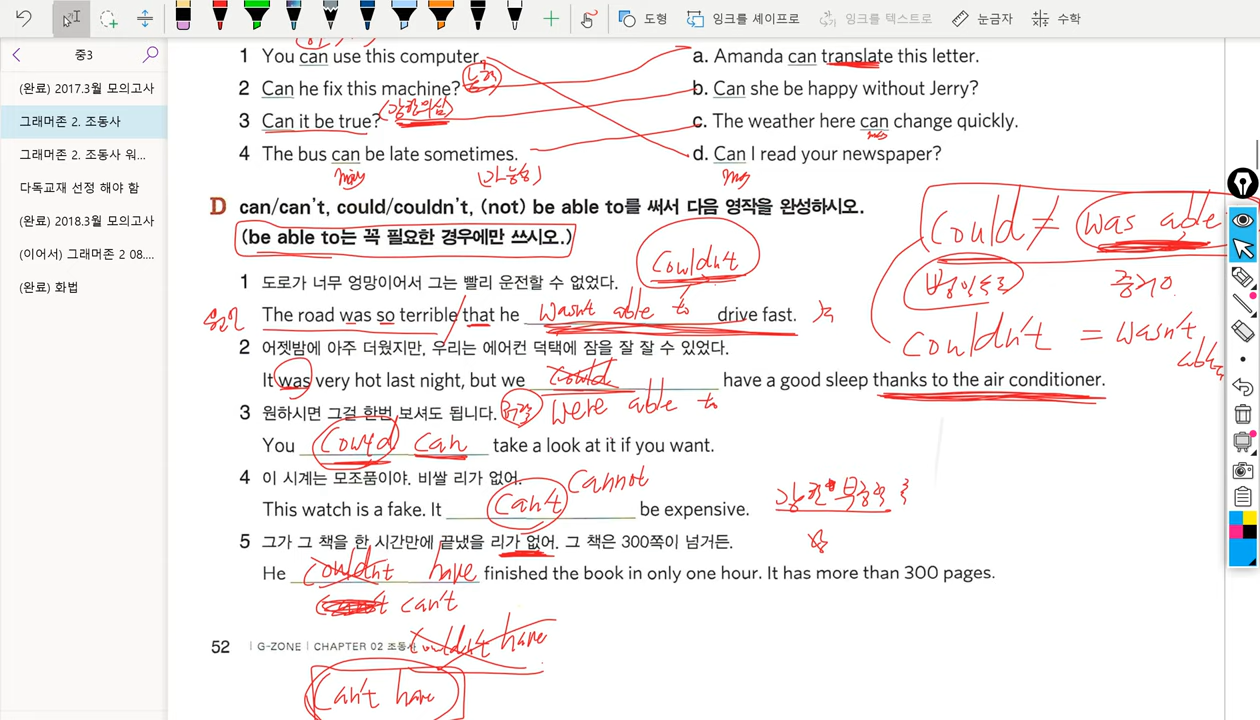 도형
잉크를 셰이프로
잉크를 텍스트로
눈금자
수학
중3
(완료) 2017.3월 모의고사
그래머존 2. 조동사
그래머존 2. 조동사 워...
다독교재 선정 해야 함
(완료) 2018.3월 모의고사
(이어서) 그래머존 2 08....
(완료) 화법
1 You can use this computer.
a. Amanda can translate this letter.
2 Can he fix this machine?
b. Can she be happy without Jerry?
(강한의심)
3 Can it be true?
c. The weather here can change quickly.
may
4 The bus can be late sometimes.
d. Can I read your newspaper?
may (가능성) may
D can/can't, could/couldn't, (not) be able to를 써서 다음 영작을 완성하시오.
(be able to는 꼭 필요한 경우에만 쓰시오.)
Could ≠ was able
couldn't
1 도로가 너무 엉망이어서 그는 빨리 운전할 수 없었다.
The road was so terrible that he wasn't able to drive fast.
couldn't = wasn't able
2 어젯밤에 아주 더웠지만, 우리는 에어컨 덕택에 잠을 잘 잘 수 있었다.
It was very hot last night, but we could have a good sleep thanks to the air conditioner.
were able to
3 원하시면 그걸 한번 보셔도 됩니다.
You could can take a look at it if you want.
4 이 시계는 모조품이야. 비쌀 리가 없어.
cannot
This watch is a fake. It can't be expensive.
5 그가 그 책을 한 시간만에 끝냈을 리가 없어. 그 책은 300쪽이 넘거든.
He couldn't have finished the book in only one hour. It has more than 300 pages.
can't
couldn't have
52 | G-ZONE | CHAPTER 02 조동사
can't have